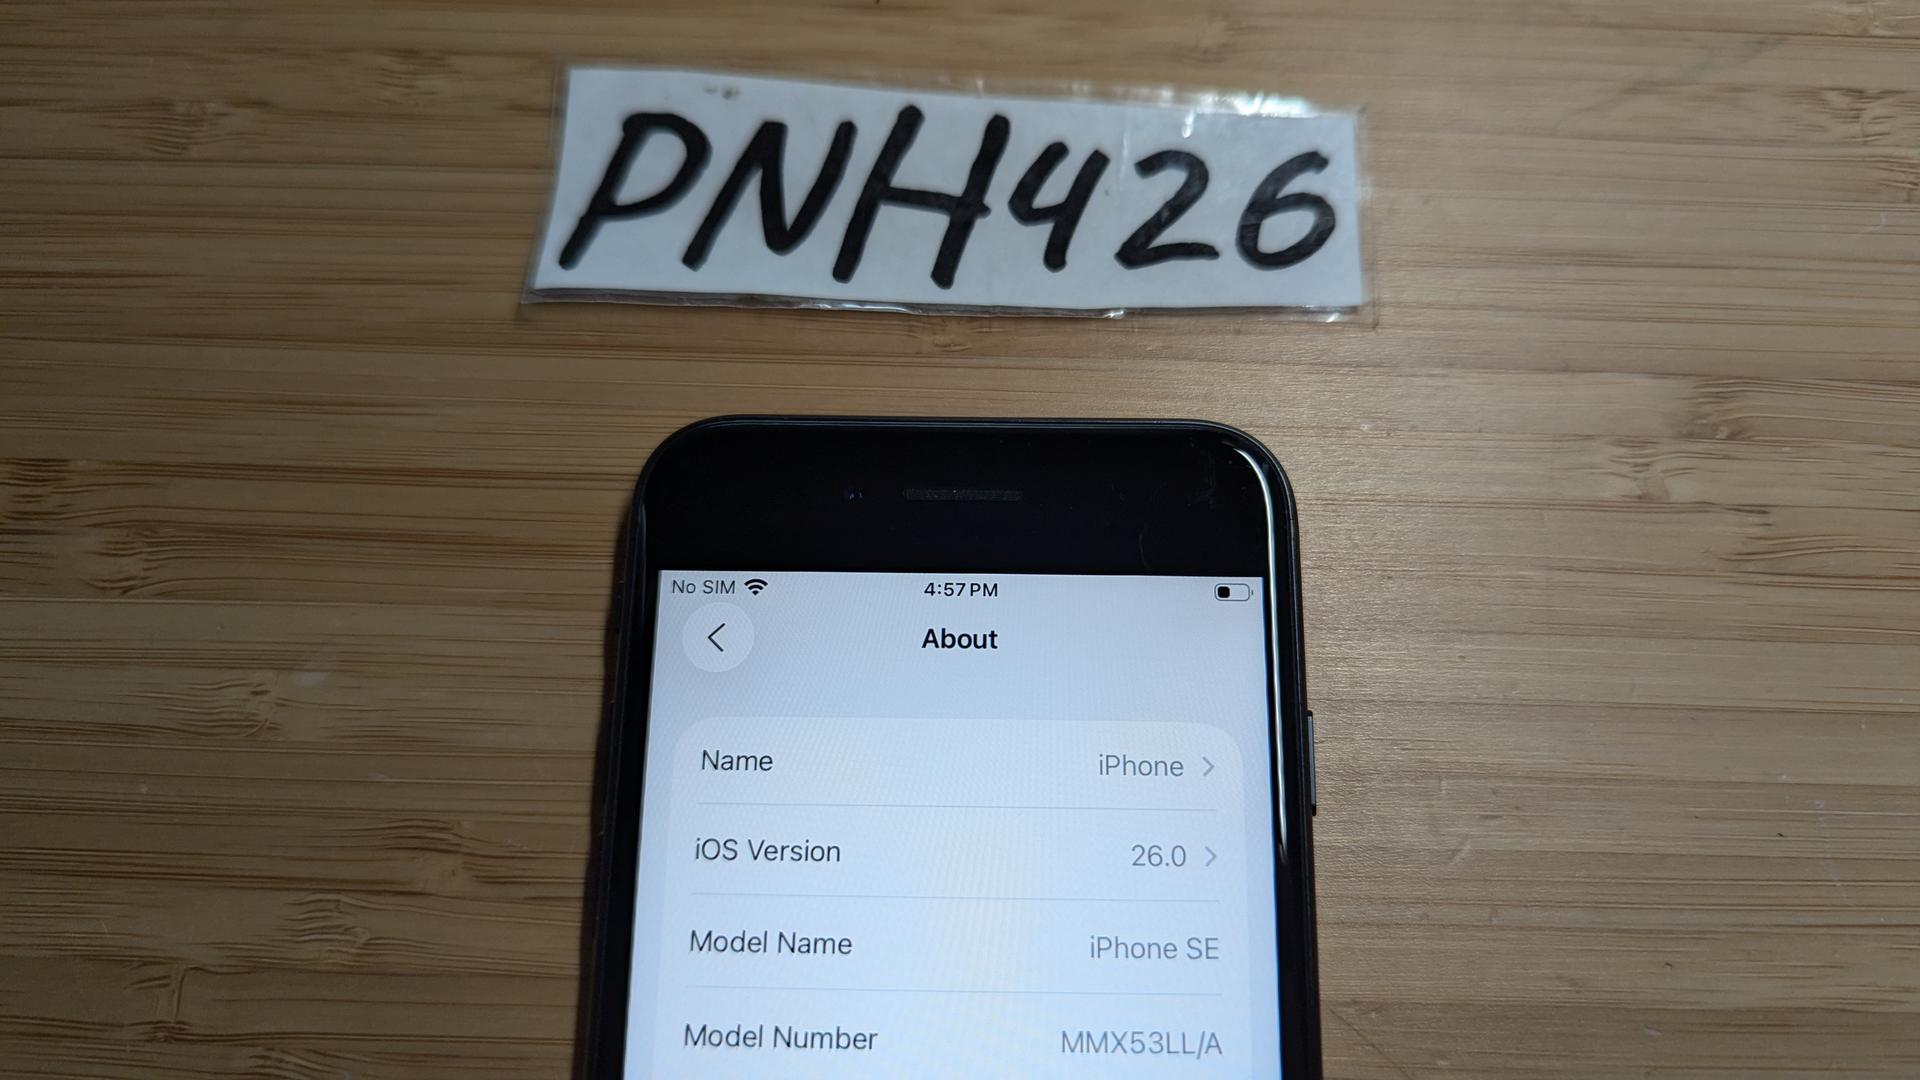 PNH426
No SIM 4:57 PM
About
Name iPhone
iOS Version 26.0
Model Name iPhone SE
Model Number MMX53LL/A